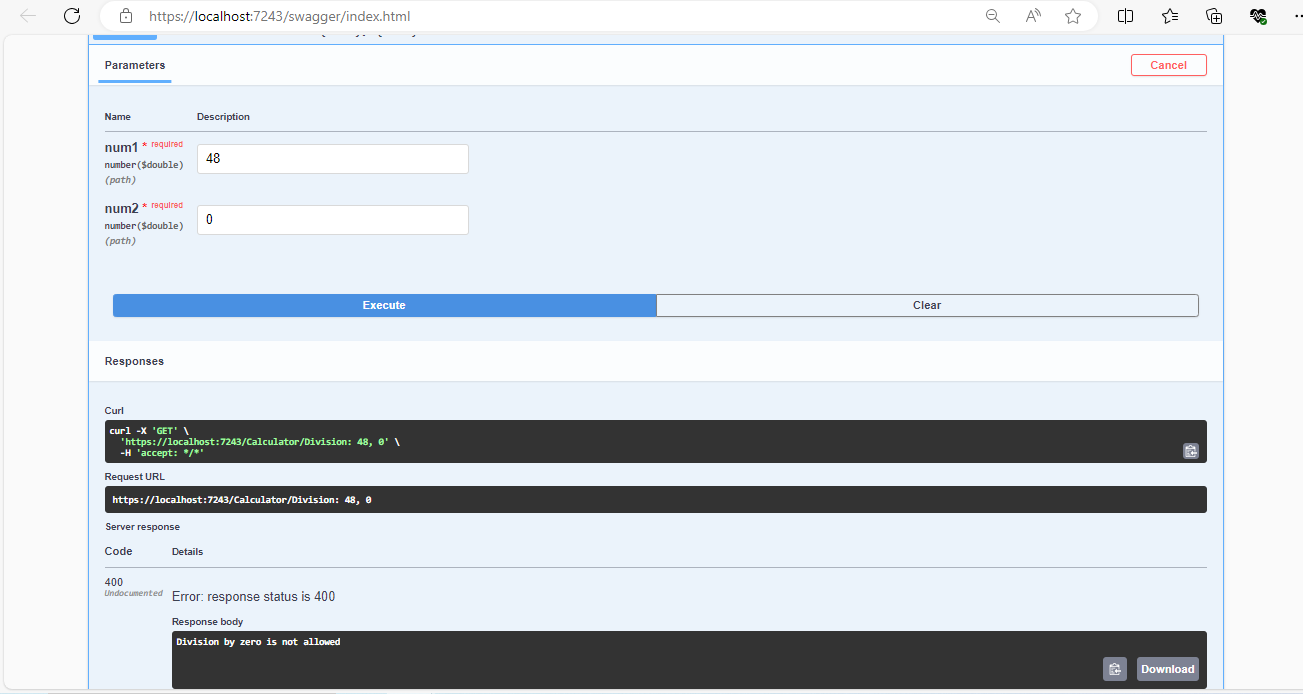 https://localhost:7243/swagger/index.html
Parameters
Cancel
Name Description
num1 * required
48
number($double)
(path)
num2 * required
0
number($double)
(path)
Execute Clear
Responses
Curl
curl -X 'GET' \
'https://localhost:7243/Calculator/Division: 48, 0' \
-H 'accept: */*'
Request URL
https://localhost:7243/Calculator/Division: 48, 0
Server response
Code Details
400
Undocumented
Error: response status is 400
Response body
Division by zero is not allowed
Download